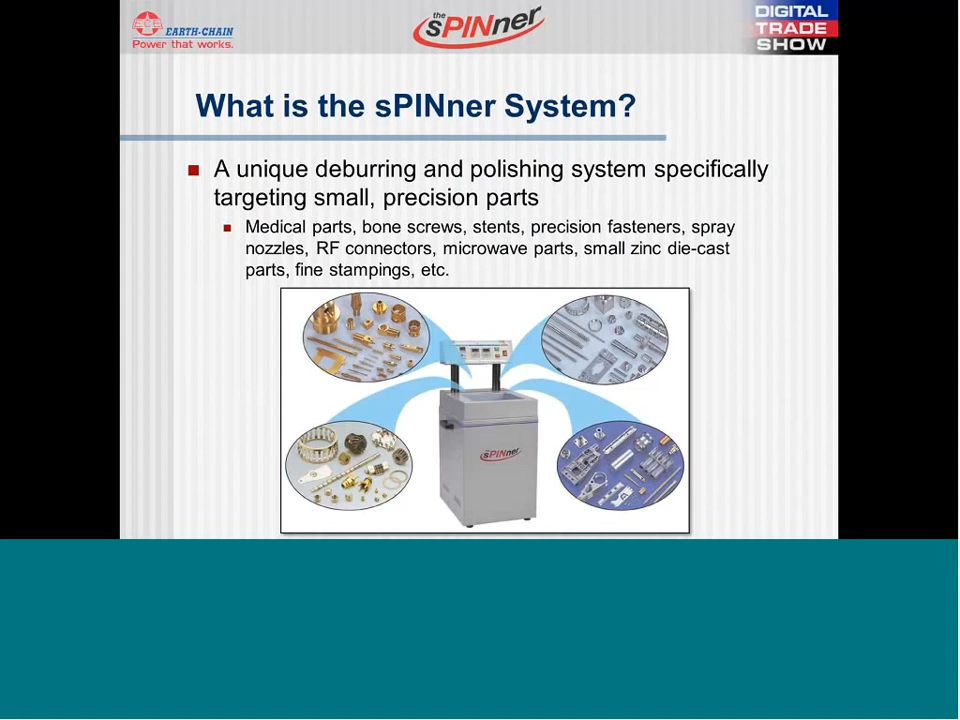 ECE
EARTH-CHAIN
Power that works.
the
sPINner
DIGITAL
TRADE
SHOW
What is the sPINner System?
A unique deburring and polishing system specifically
targeting small, precision parts
Medical parts, bone screws, stents, precision fasteners, spray
nozzles, RF connectors, microwave parts, small zinc die-cast
parts, fine stampings, etc.
sPINner